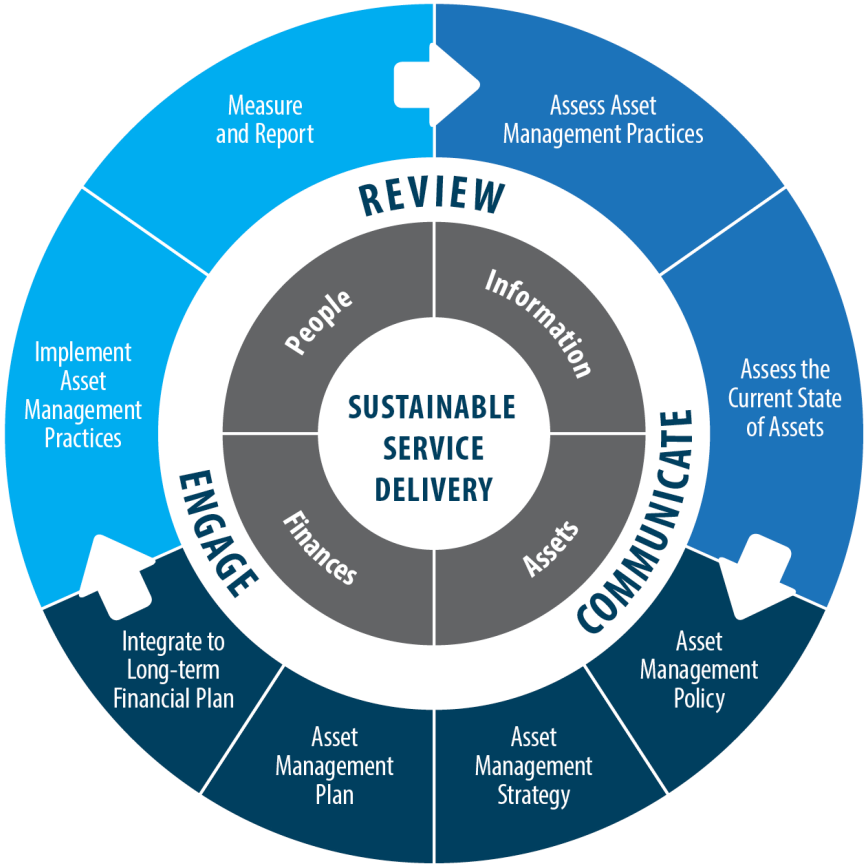 Measure
and Report
Assess Asset
Management Practices
REVIEW
People
Information
Implement
Asset
Management
Practices
SUSTAINABLE
SERVICE
DELIVERY
Assess the
Current State
of Assets
ENGAGE
COMMUNICATE
Finances
Assets
Integrate to
Long-term
Financial Plan
Asset
Management
Plan
Asset
Management
Strategy
Asset
Management
Policy